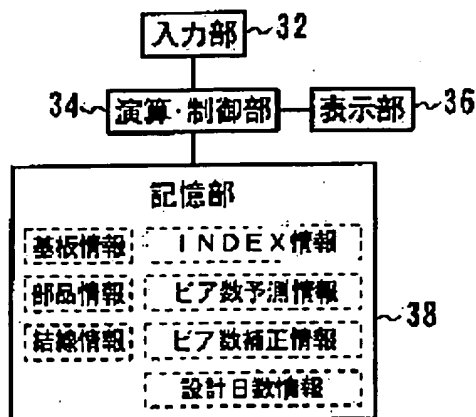 入力部 32
34 演算・制御部 表示部 36
記憶部
基板情報 INDEX情報
部品情報 ビア数予測情報
結線情報 ビア数補正情報
設計日数情報
38